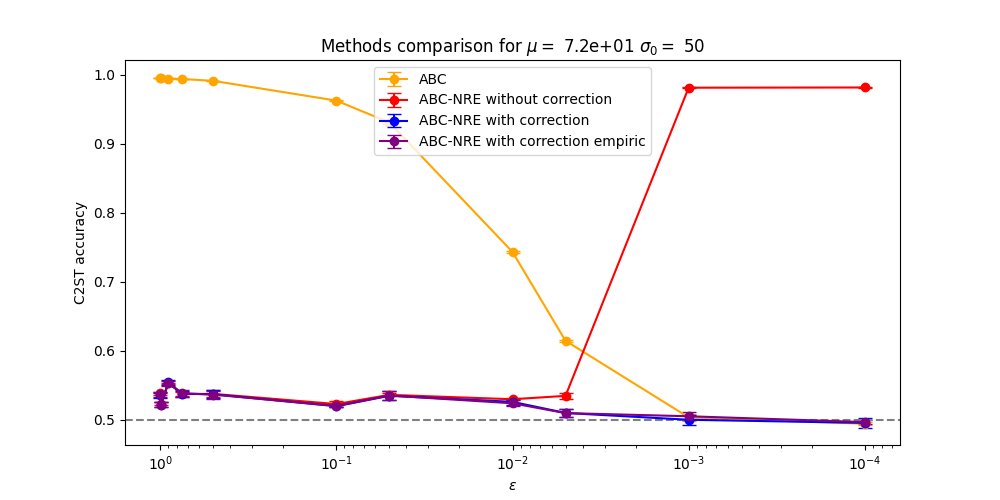 Methods comparison for μ = 7.2e+01 σ₀ = 50
ABC
ABC-NRE without correction
ABC-NRE with correction
ABC-NRE with correction empiric
C2ST accuracy
1.0
0.9
0.8
0.7
0.6
0.5
10⁰ 10⁻¹ 10⁻² 10⁻³ 10⁻⁴
ε